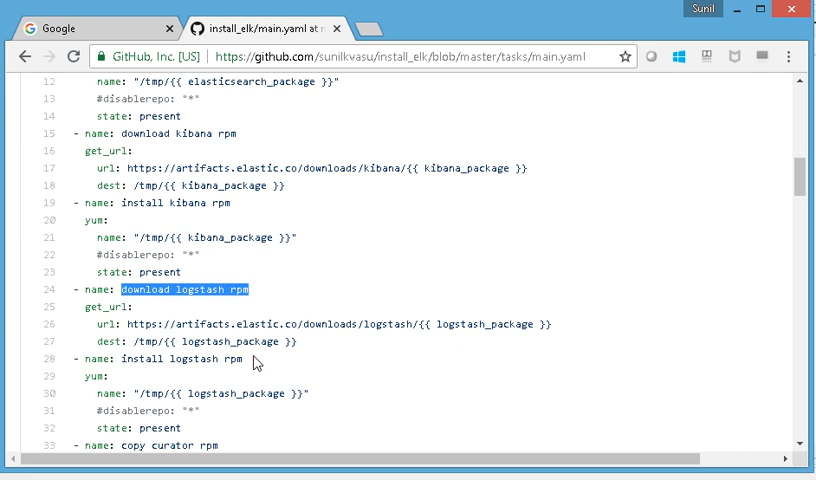 Sunil
Google
install_elk/main.yaml at m
GitHub, Inc. [US] https://github.com/sunilkvasu/install_elk/blob/master/tasks/main.yaml
12 name: "/tmp/{{ elasticsearch_package }}"
13 #disablerepo: "*"
14 state: present
15 - name: download kibana rpm
16 get_url:
17 url: https://artifacts.elastic.co/downloads/kibana/{{ kibana_package }}
18 dest: /tmp/{{ kibana_package }}
19 - name: install kibana rpm
20 yum:
21 name: "/tmp/{{ kibana_package }}"
22 #disablerepo: "*"
23 state: present
24 - name: download logstash rpm
25 get_url:
26 url: https://artifacts.elastic.co/downloads/logstash/{{ logstash_package }}
27 dest: /tmp/{{ logstash_package }}
28 - name: install logstash rpm
29 yum:
30 name: "/tmp/{{ logstash_package }}"
31 #disablerepo: "*"
32 state: present
33 - name: copy curator rpm